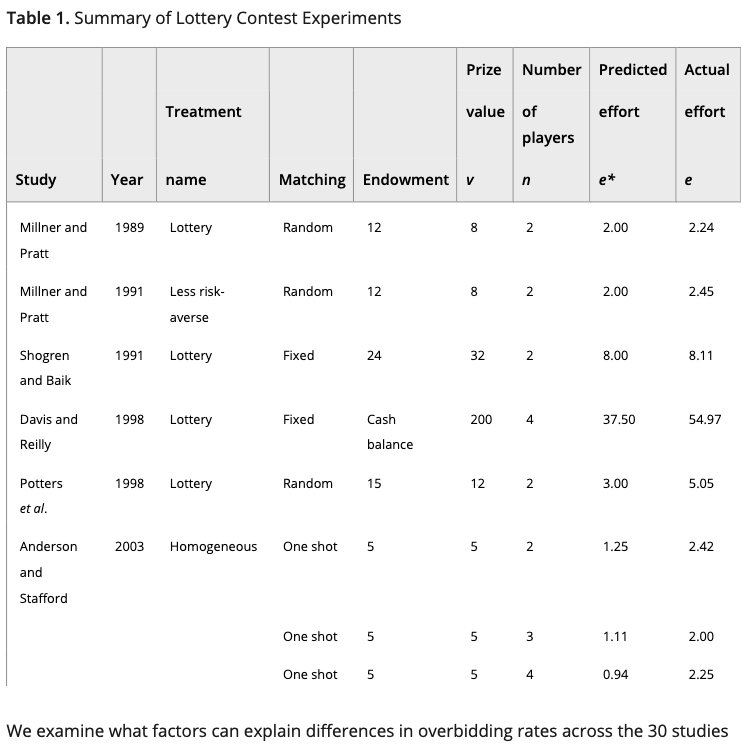 Table 1. Summary of Lottery Contest Experiments
Prize Number Predicted Actual
Treatment value of effort effort
players
Study Year name Matching Endowment v n e* e
Millner and 1989 Lottery Random 12 8 2 2.00 2.24
Pratt
Millner and 1991 Less risk- Random 12 8 2 2.00 2.45
Pratt averse
Shogren 1991 Lottery Fixed 24 32 2 8.00 8.11
and Baik
Davis and 1998 Lottery Fixed Cash 200 4 37.50 54.97
Reilly balance
Potters 1998 Lottery Random 15 12 2 3.00 5.05
et al.
Anderson 2003 Homogeneous One shot 5 5 2 1.25 2.42
and
Stafford
One shot 5 5 3 1.11 2.00
One shot 5 5 4 0.94 2.25
We examine what factors can explain differences in overbidding rates across the 30 studies